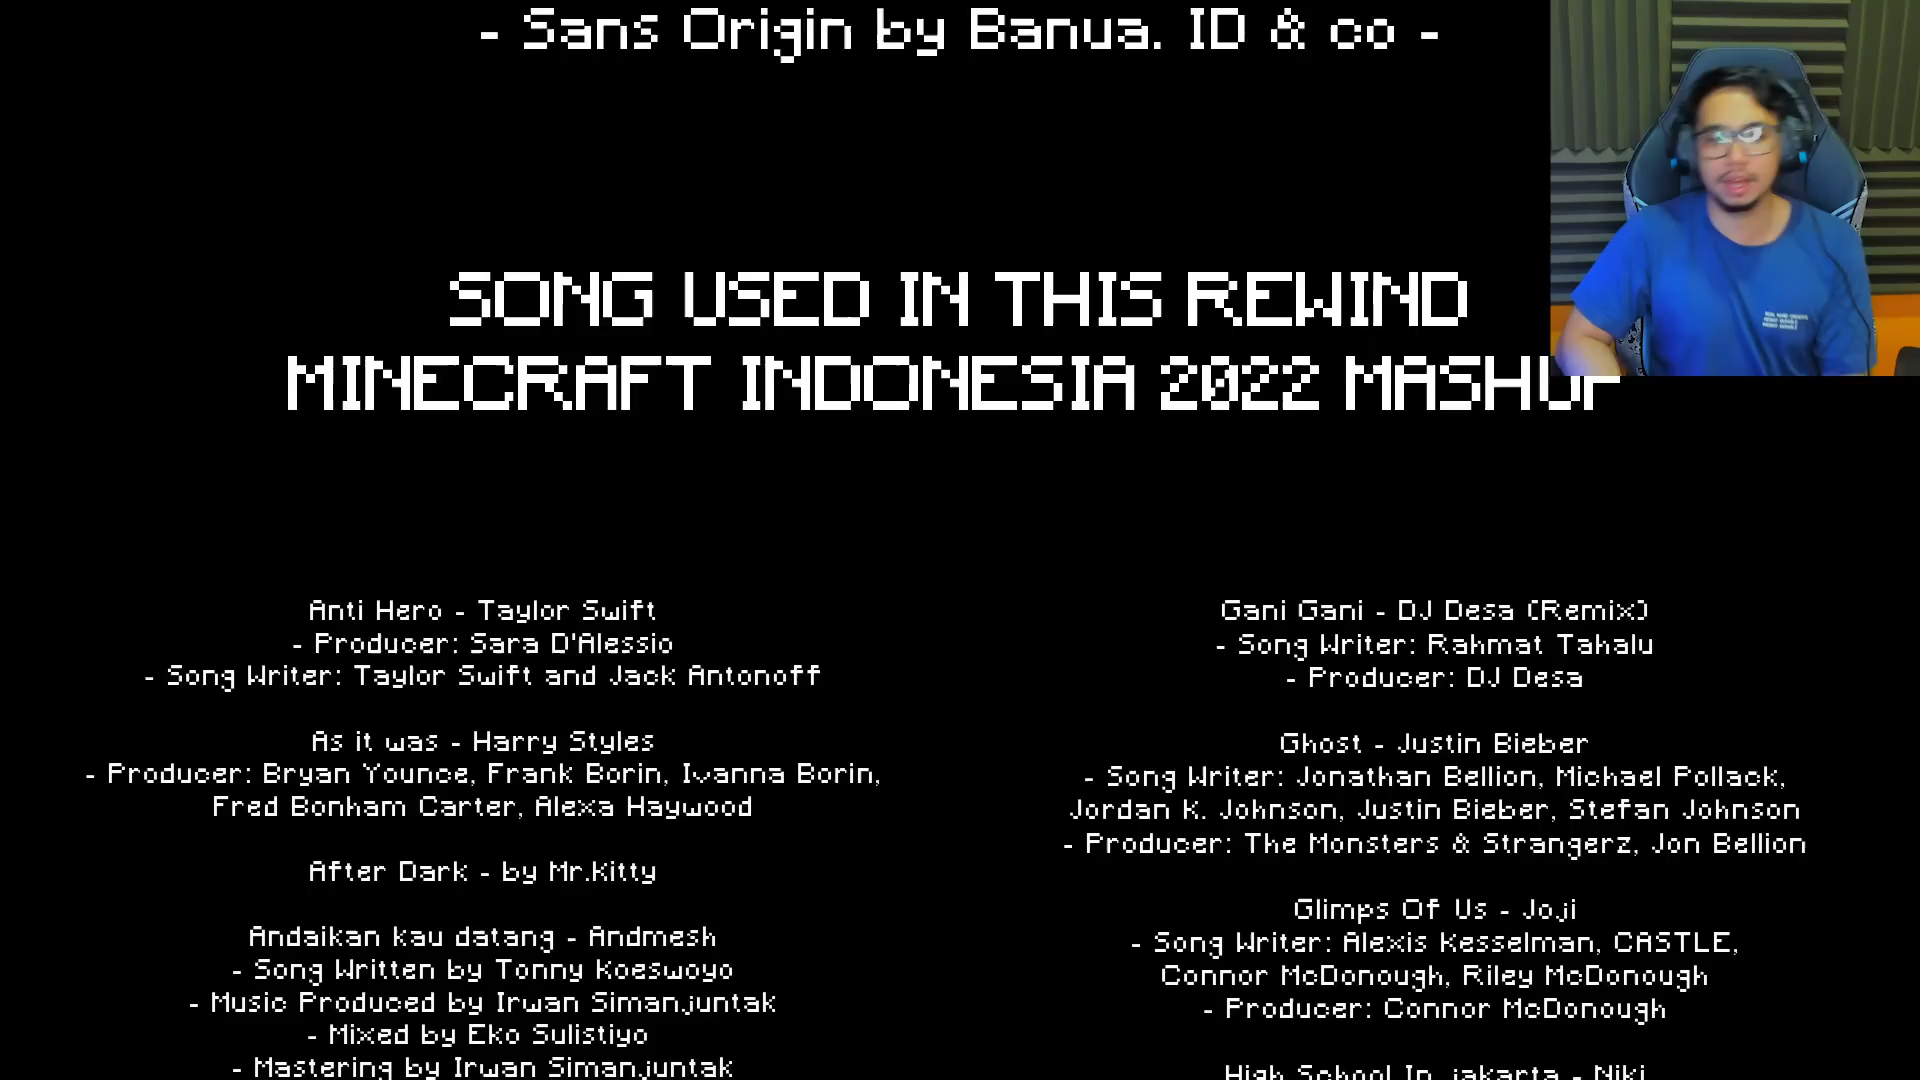 - Sans Origin by Banua. ID & co -
SONG USED IN THIS REWIND
MINECRAFT INDONESIA 2022 MASHUP
Anti Hero - Taylor Swift
- Producer: Sara D'Alessio
- Song Writer: Taylor Swift and Jack Antonoff
As it was - Harry Styles
- Producer: Bryan Younce, Frank Borin, Ivanna Borin,
Fred Bonham Carter, Alexa Haywood
After Dark - by Mr.Kitty
Andaikan kau datang - Andmesh
- Song Written by Tonny Koeswoyo
- Music Produced by Irwan Simanjuntak
- Mixed by Eko Sulistiyo
- Mastering by Irwan Simanjuntak
Gani Gani - DJ Desa (Remix)
- Song Writer: Rahmat Tahalu
- Producer: DJ Desa
Ghost - Justin Bieber
- Song Writer: Jonathan Bellion, Michael Pollack,
Jordan K. Johnson, Justin Bieber, Stefan Johnson
- Producer: The Monsters & Strangerz, Jon Bellion
Glimps Of Us - Joji
- Song Writer: Alexis Kesselman, CASTLE,
Connor McDonough, Riley McDonough
- Producer: Connor McDonough
High School In jakarta - Niki